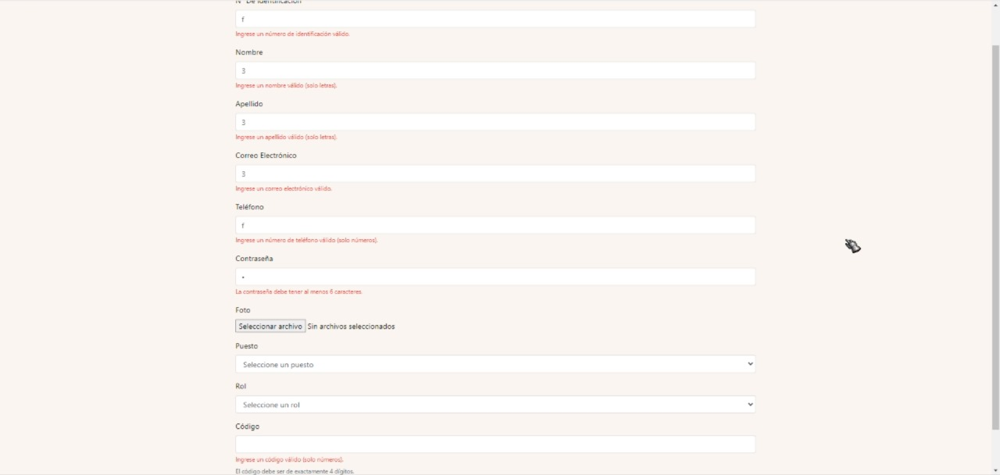 N° De Identificación
f
Ingrese un número de identificación válido.
Nombre
3
Ingrese un nombre válido (solo letras).
Apellido
3
Ingrese un apellido válido (solo letras).
Correo Electrónico
3
Ingrese un correo electrónico válido.
Teléfono
f
Ingrese un número de teléfono válido (solo números).
Contraseña
•
La contraseña debe tener al menos 6 caracteres.
Foto
Seleccionar archivo Sin archivos seleccionados
Puesto
Seleccione un puesto
Rol
Seleccione un rol
Código
Ingrese un código válido (solo números).
El código debe ser de exactamente 4 dígitos.